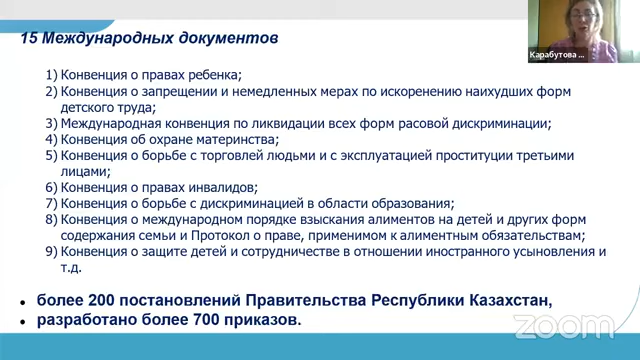 15 Международных документов
Карабутова ...
1) Конвенция о правах ребенка;
2) Конвенция о запрещении и немедленных мерах по искоренению наихудших форм
детского труда;
3) Международная конвенция по ликвидации всех форм расовой дискриминации;
4) Конвенция об охране материнства;
5) Конвенция о борьбе с торговлей людьми и с эксплуатацией проституции третьими
лицами;
6) Конвенция о правах инвалидов;
7) Конвенция о борьбе с дискриминацией в области образования;
8) Конвенция о международном порядке взыскания алиментов на детей и других форм
содержания семьи и Протокол о праве, применимом к алиментным обязательствам;
9) Конвенция о защите детей и сотрудничестве в отношении иностранного усыновления и
т.д.
• более 200 постановлений Правительства Республики Казахстан,
• разработано более 700 приказов.
zoom